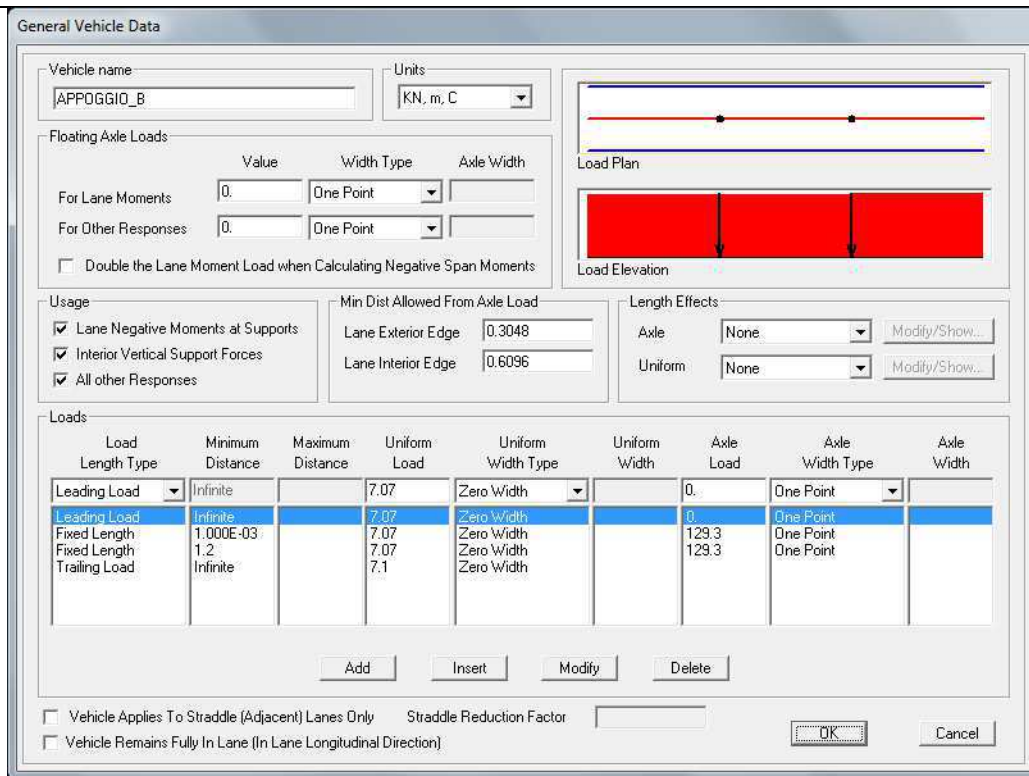 General Vehicle Data
Vehicle name
APPOGGIO_B
Units
KN, m, C
Floating Axle Loads
Value Width Type Axle Width
For Lane Moments 0. One Point
For Other Responses 0. One Point
Double the Lane Moment Load when Calculating Negative Span Moments
Load Plan
Load Elevation
Usage
Lane Negative Moments at Supports
Interior Vertical Support Forces
All other Responses
Min Dist Allowed From Axle Load
Lane Exterior Edge 0.3048
Lane Interior Edge 0.6096
Length Effects
Axle None Modify/Show...
Uniform None Modify/Show...
Loads
Load Minimum Maximum Uniform Uniform Uniform Axle Axle Axle
Length Type Distance Distance Load Width Type Width Load Width Type Width
Leading Load Infinite 7.07 Zero Width 0. One Point
Leading Load Infinite 7.07 Zero Width 0. One Point
Fixed Length 1.000E-03 7.07 Zero Width 129.3 One Point
Fixed Length 1.2 7.07 Zero Width 129.3 One Point
Trailing Load Infinite 7.1 Zero Width
Add Insert Modify Delete
Vehicle Applies To Straddle (Adjacent) Lanes Only Straddle Reduction Factor
Vehicle Remains Fully In Lane (In Lane Longitudinal Direction)
OK Cancel